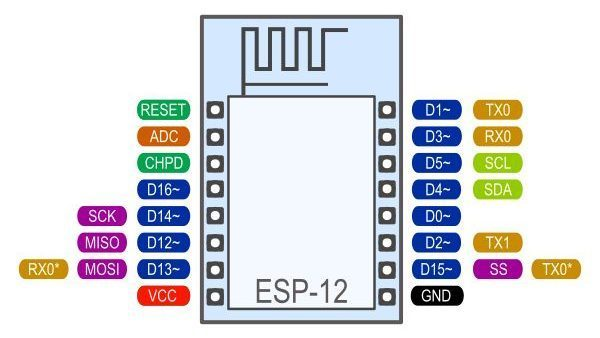 RESET D1~ TX0
ADC D3~ RX0
CHPD D5~ SCL
D16~ D4~ SDA
SCK D14~ D0~
MISO D12~ D2~ TX1
RX0* MOSI D13~ D15~ SS TX0*
VCC ESP-12 GND